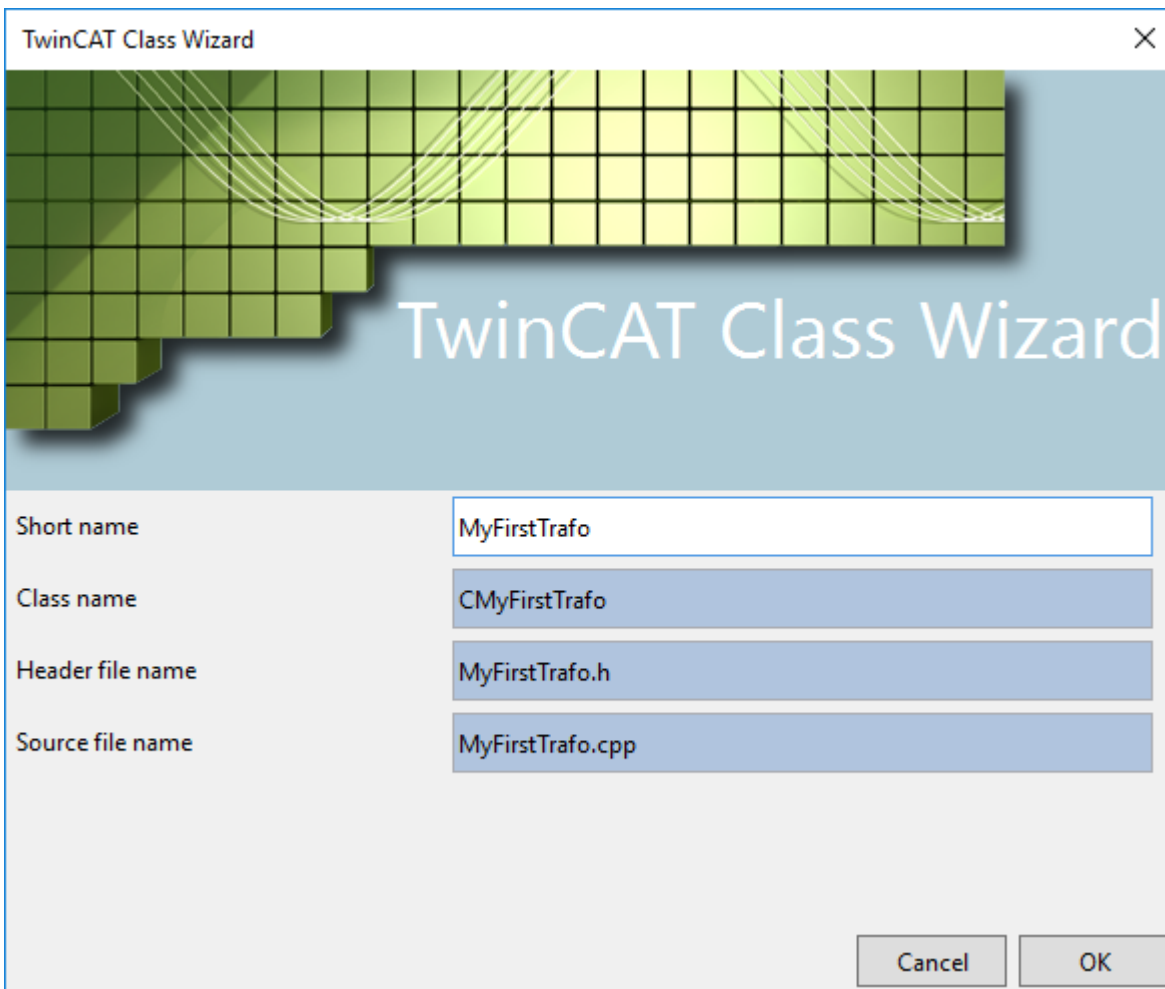 TwinCAT Class Wizard
TwinCAT Class Wizard
Short name MyFirstTrafo
Class name CMyFirstTrafo
Header file name MyFirstTrafo.h
Source file name MyFirstTrafo.cpp
Cancel OK